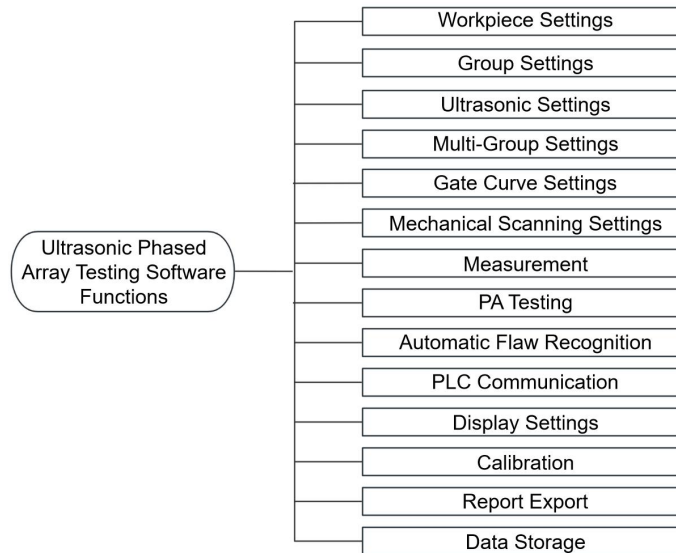 Workpiece Settings
Group Settings
Ultrasonic Settings
Multi-Group Settings
Gate Curve Settings
Mechanical Scanning Settings
Ultrasonic Phased
Array Testing Software
Functions
Measurement
PA Testing
Automatic Flaw Recognition
PLC Communication
Display Settings
Calibration
Report Export
Data Storage